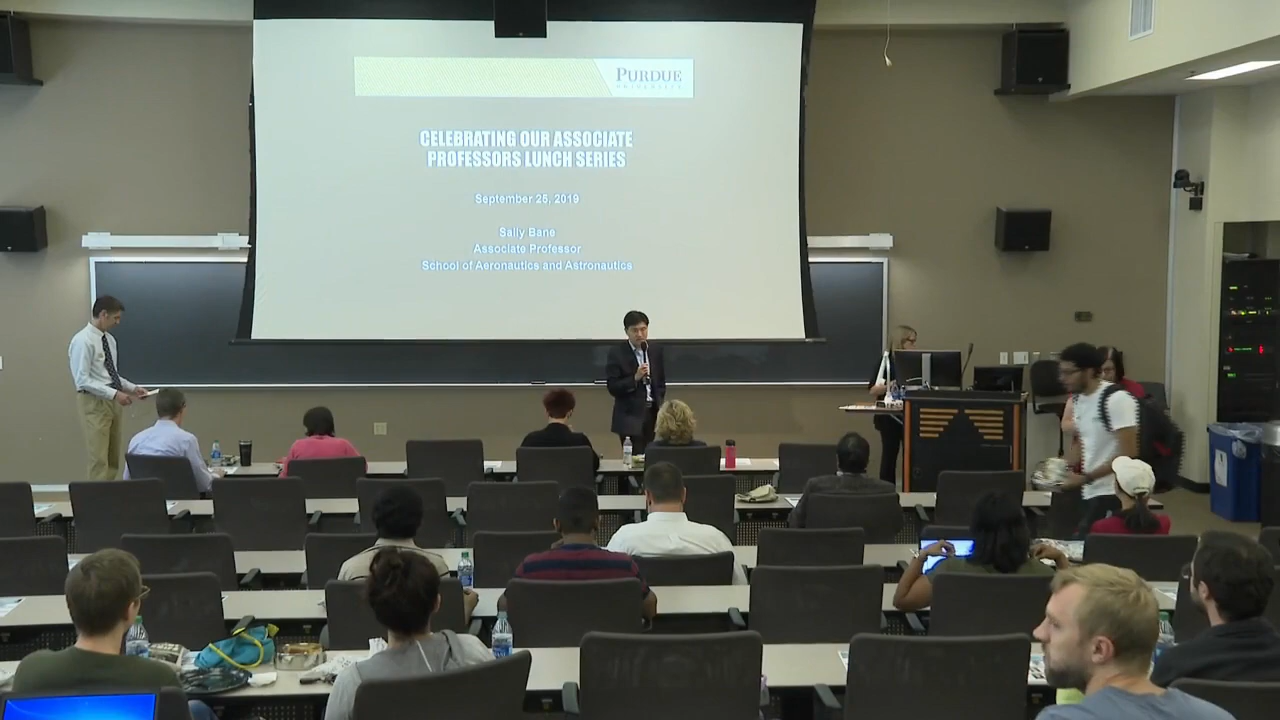 PURDUE
UNIVERSITY
CELEBRATING OUR ASSOCIATE
PROFESSORS LUNCH SERIES
September 25, 2019
Sally Bane
Associate Professor
School of Aeronautics and Astronautics